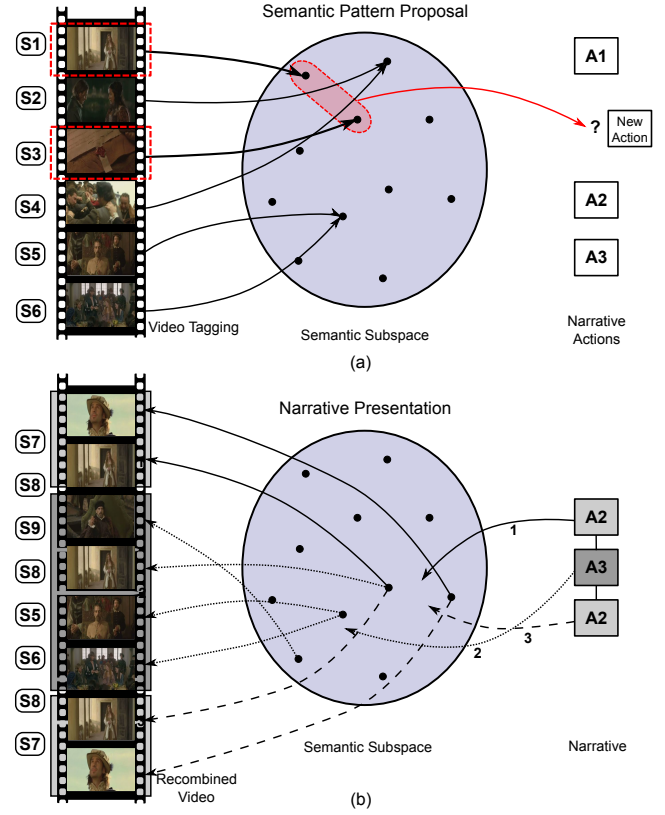 Semantic Pattern Proposal
S1
A1
S2
?
New
Action
S3
S4
A2
S5
A3
S6
Video Tagging
Semantic Subspace
Narrative
Actions
(a)
Narrative Presentation
S7
S8
S9
1
A2
S8
A3
S5
A2
2
3
S6
S8
S7
Recombined
Video
Semantic Subspace
Narrative
(b)